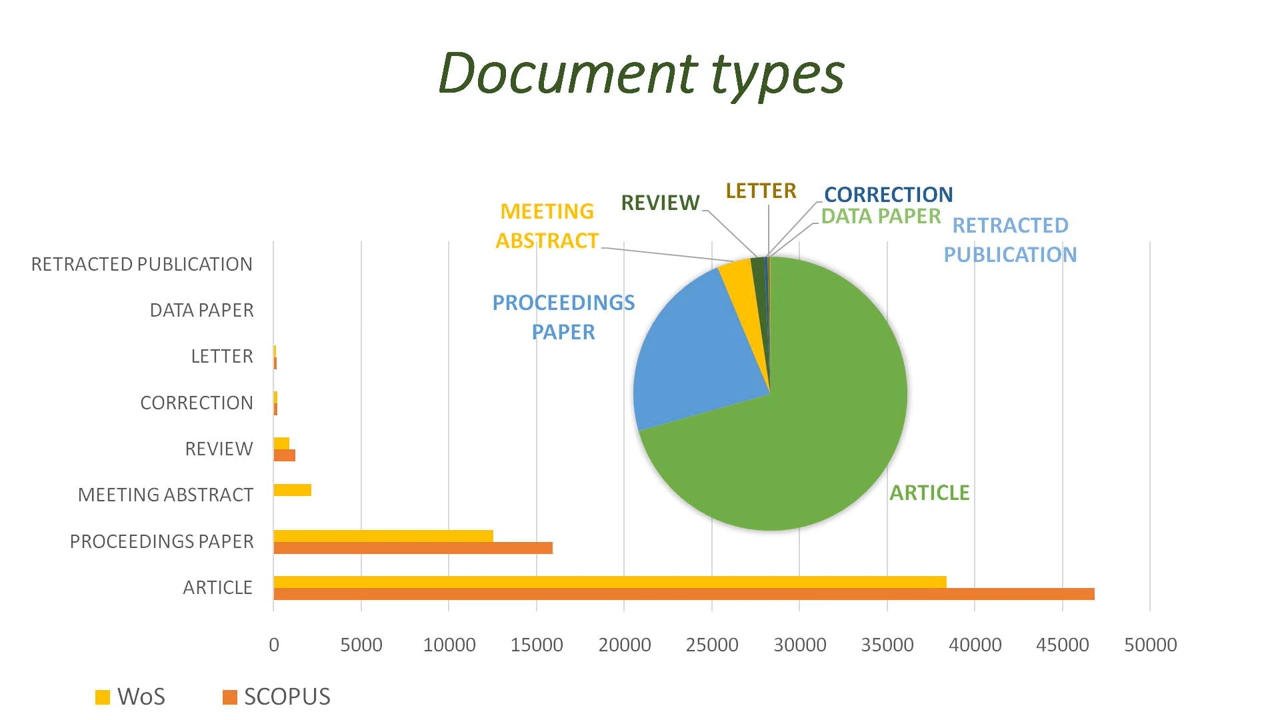 Document types
LETTER
CORRECTION
REVIEW
DATA PAPER
MEETING
ABSTRACT
RETRACTED
PUBLICATION
PROCEEDINGS
PAPER
ARTICLE
RETRACTED PUBLICATION
DATA PAPER
LETTER
CORRECTION
REVIEW
MEETING ABSTRACT
PROCEEDINGS PAPER
ARTICLE
0 5000 10000 15000 20000 25000 30000 35000 40000 45000 50000
WoS SCOPUS